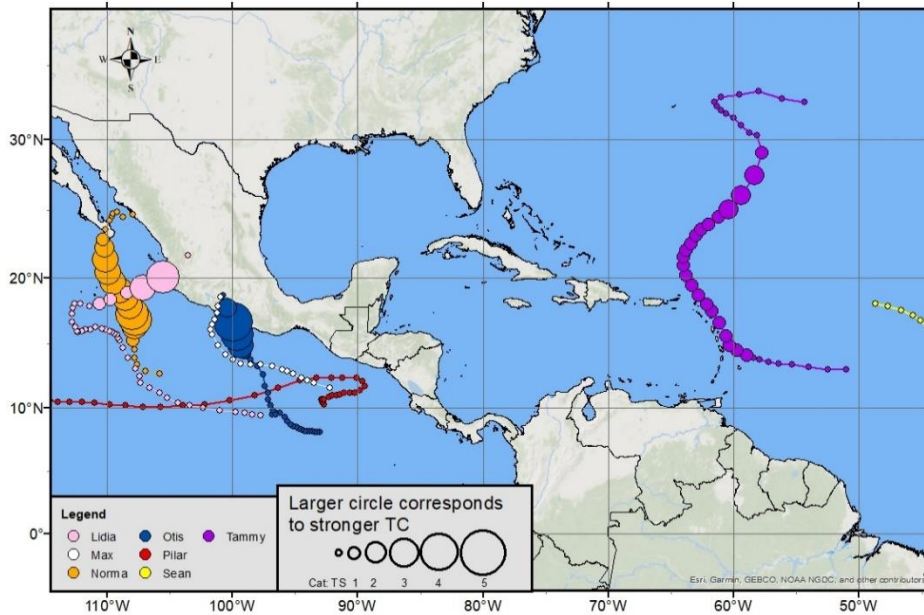 N
W E
S
30°N
20°N
10°N
0°
Legend
Lidia
Otis
Tammy
Max
Pilar
Norma
Sean
Larger circle corresponds
to stronger TC
Cat: TS 1 2 3 4 5
Esri, Garmin, GEBCO, NOAA NGDC, and other contributors
110°W 100°W 90°W 80°W 70°W 60°W 50°W